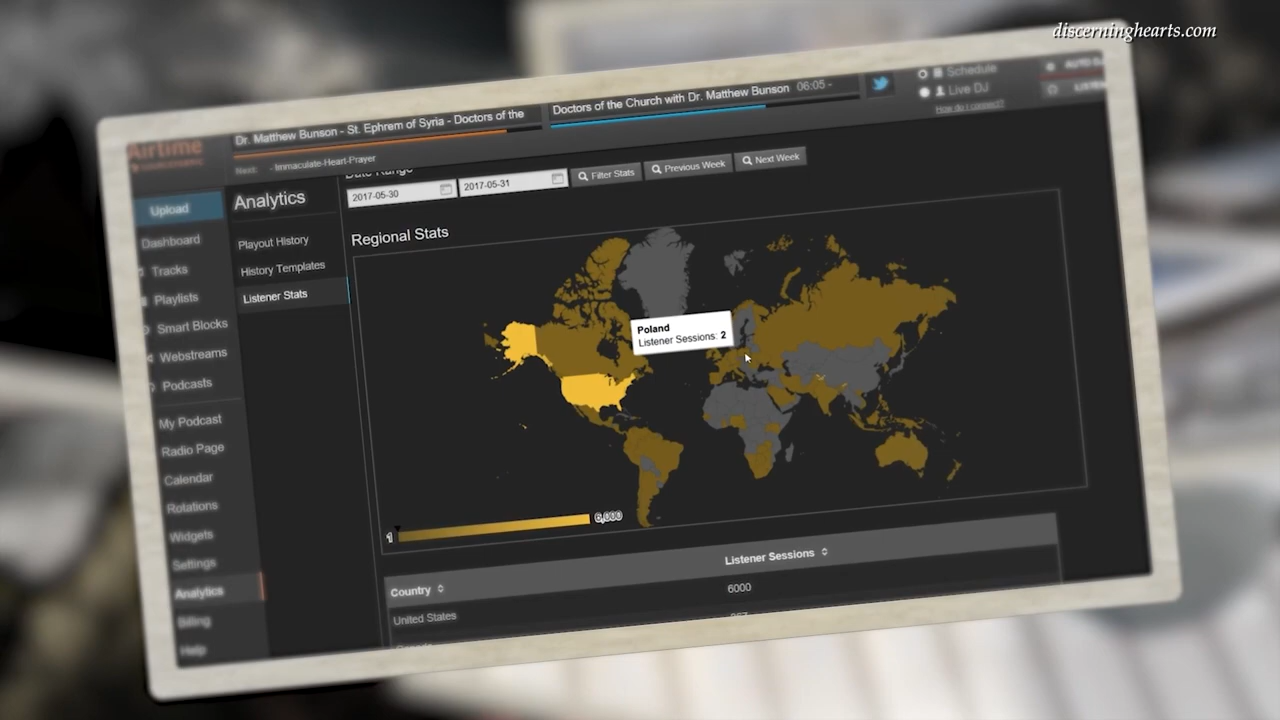 discerninghearts.com
Schedule
AUTO DJ
Live DJ
How do I connect?
Doctors of the Church with Dr. Matthew Bunson 06:05 -
Dr. Matthew Bunson - St. Ephrem of Syria - Doctors of the
Airtime
Next: - Immaculate-Heart-Prayer
Date Range
2017-05-30
2017-05-31
Filter Stats
Previous Week
Next Week
Upload
Dashboard
Tracks
Playlists
Smart Blocks
Webstreams
Podcasts
My Podcast
Radio Page
Calendar
Rotations
Widgets
Settings
Analytics
Billing
Help
Analytics
Playout History
History Templates
Listener Stats
Regional Stats
Poland
Listener Sessions: 2
1
6,000
Country
Listener Sessions
United States
6000